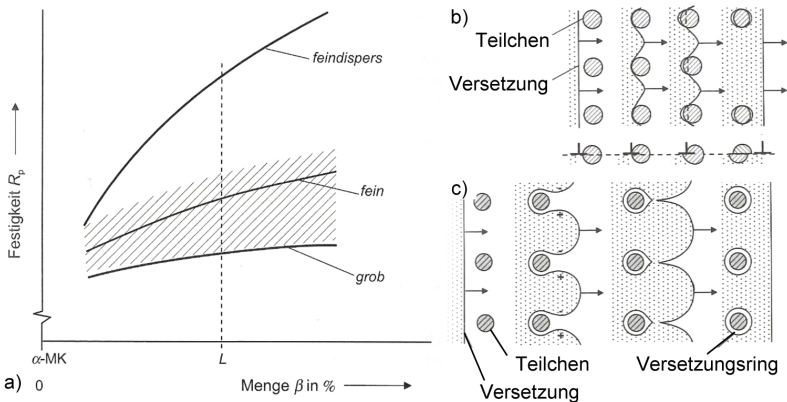 feindispers
fein
grob
Festigkeit Rp
α-MK
L
a) 0 Menge β in %
b)
Teilchen
Versetzung
c)
+
-
+
-
+
Teilchen
Versetzung
Versetzungsring